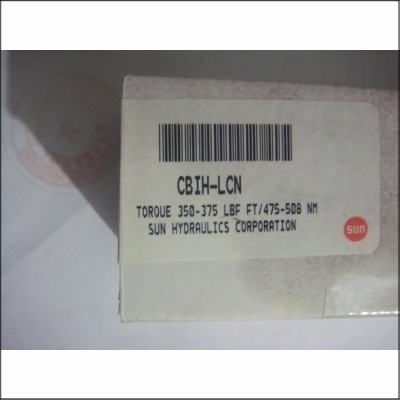 CBIH-LCN
TORQUE 350-375 LBF FT/475-508 NM
SUN HYDRAULICS CORPORATION
sun